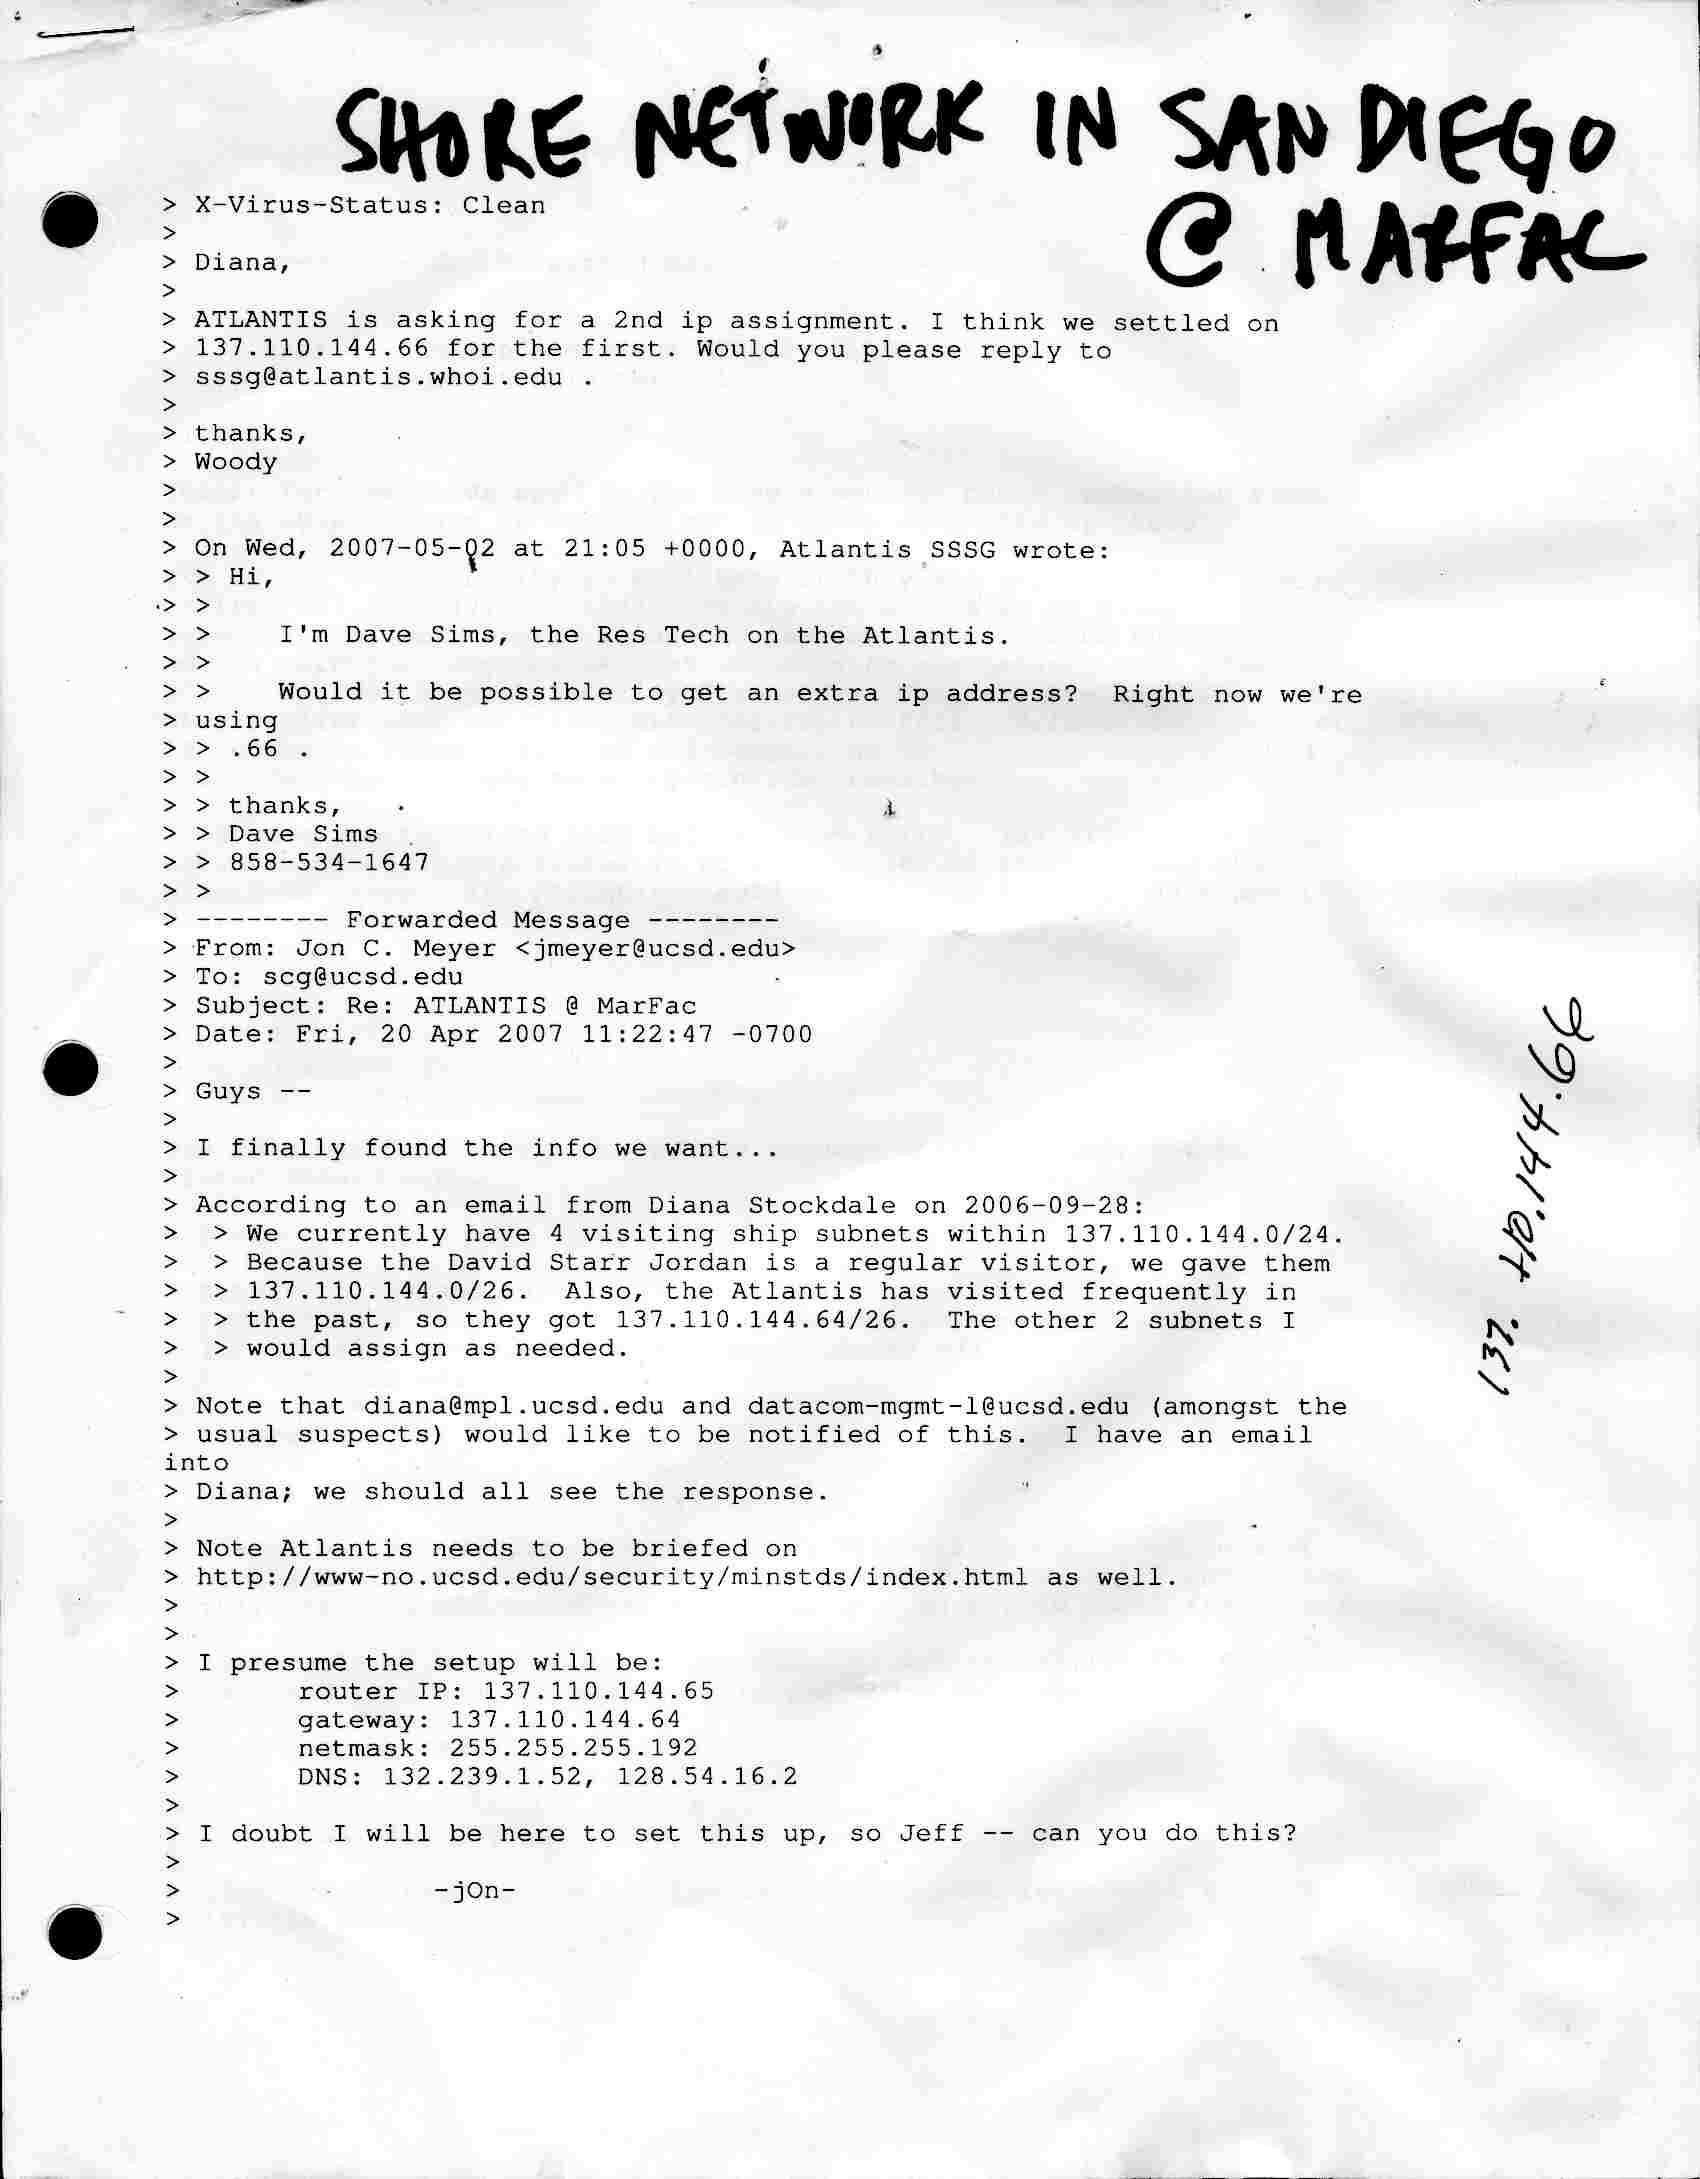 SHORE NETWORK IN SAN DIEGO
@ MARFAC
> X-Virus-Status: Clean
>
> Diana,
>
> ATLANTIS is asking for a 2nd ip assignment. I think we settled on
> 137.110.144.66 for the first. Would you please reply to
> sssg@atlantis.whoi.edu .
>
> thanks,
> Woody
>
>
> On Wed, 2007-05-02 at 21:05 +0000, Atlantis SSSG wrote:
> > Hi,
> >
> >    I'm Dave Sims, the Res Tech on the Atlantis.
> >
> >    Would it be possible to get an extra ip address?  Right now we're
> using
> > .66 .
> >
> > thanks,
> > Dave Sims
> > 858-534-1647
> >
> -------- Forwarded Message --------
> From: Jon C. Meyer <jmeyer@ucsd.edu>
> To: scg@ucsd.edu
> Subject: Re: ATLANTIS @ MarFac
> Date: Fri, 20 Apr 2007 11:22:47 -0700
>
> Guys --
>
> I finally found the info we want...
>
> According to an email from Diana Stockdale on 2006-09-28:
>  > We currently have 4 visiting ship subnets within 137.110.144.0/24.
>  > Because the David Starr Jordan is a regular visitor, we gave them
>  > 137.110.144.0/26.  Also, the Atlantis has visited frequently in
>  > the past, so they got 137.110.144.64/26.  The other 2 subnets I
>  > would assign as needed.
>
> Note that diana@mpl.ucsd.edu and datacom-mgmt-l@ucsd.edu (amongst the
> usual suspects) would like to be notified of this.  I have an email
into
> Diana; we should all see the response.
>
> Note Atlantis needs to be briefed on
> http://www-no.ucsd.edu/security/minstds/index.html as well.
>
>
> I presume the setup will be:
>       router IP: 137.110.144.65
>       gateway: 137.110.144.64
>       netmask: 255.255.255.192
>       DNS: 132.239.1.52, 128.54.16.2
>
> I doubt I will be here to set this up, so Jeff -- can you do this?
>
>               -jOn-
>
137. 110.144.66